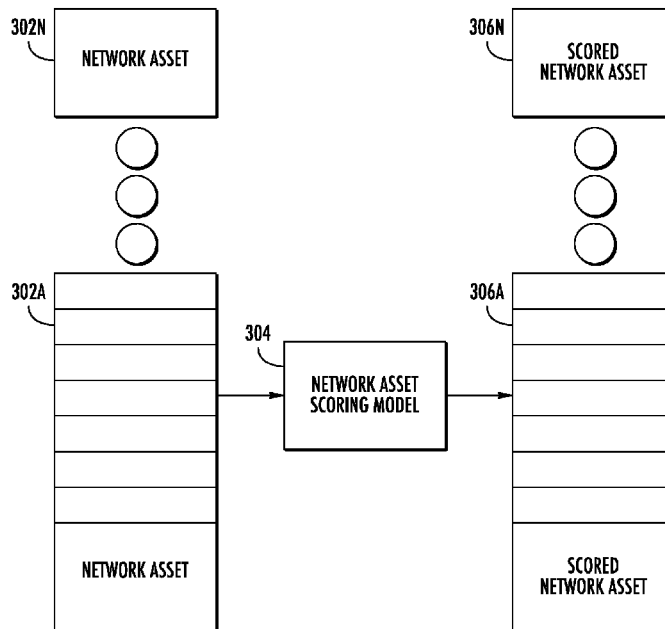 302N
NETWORK ASSET
306N
SCORED
NETWORK ASSET
302A
306A
304
NETWORK ASSET
SCORING MODEL
NETWORK ASSET
SCORED
NETWORK ASSET